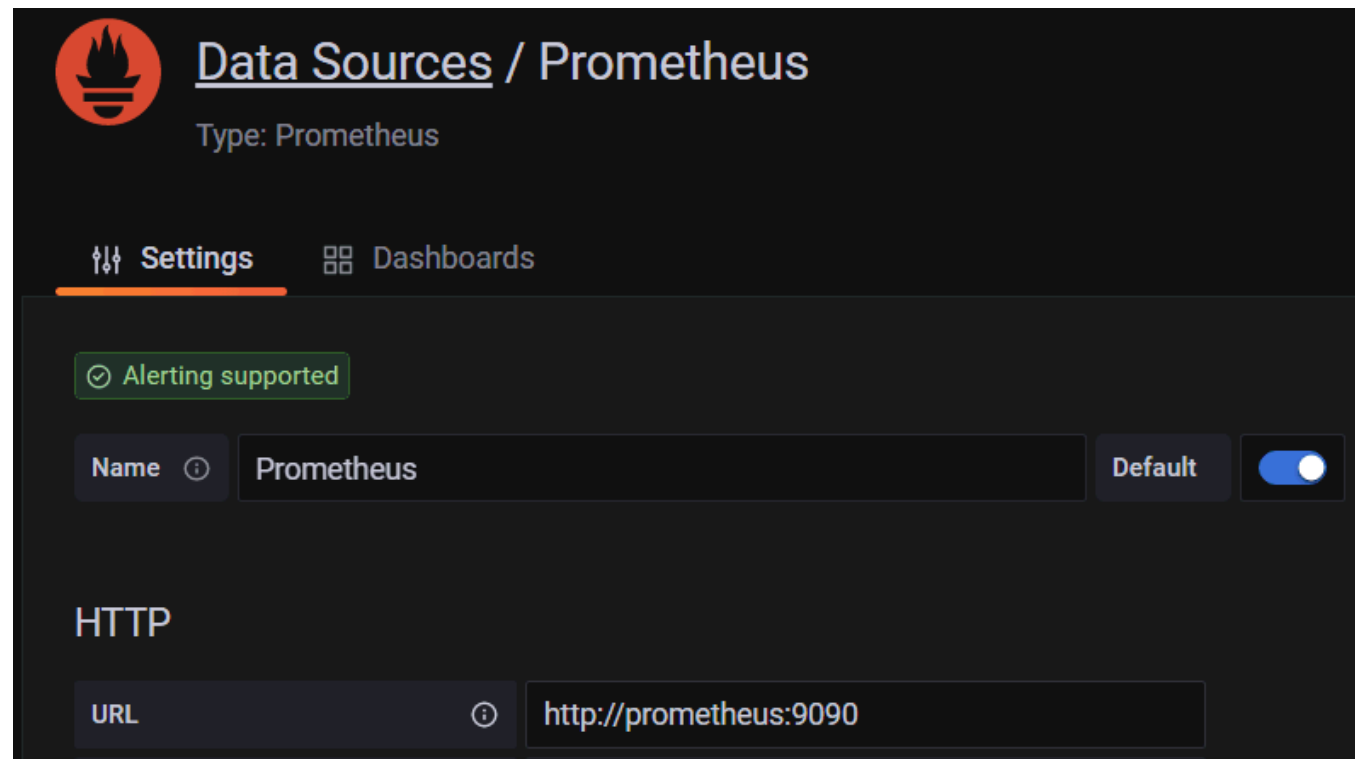 Data Sources / Prometheus
Type: Prometheus
Settings Dashboards
Alerting supported
Name Prometheus Default
HTTP
URL http://prometheus:9090